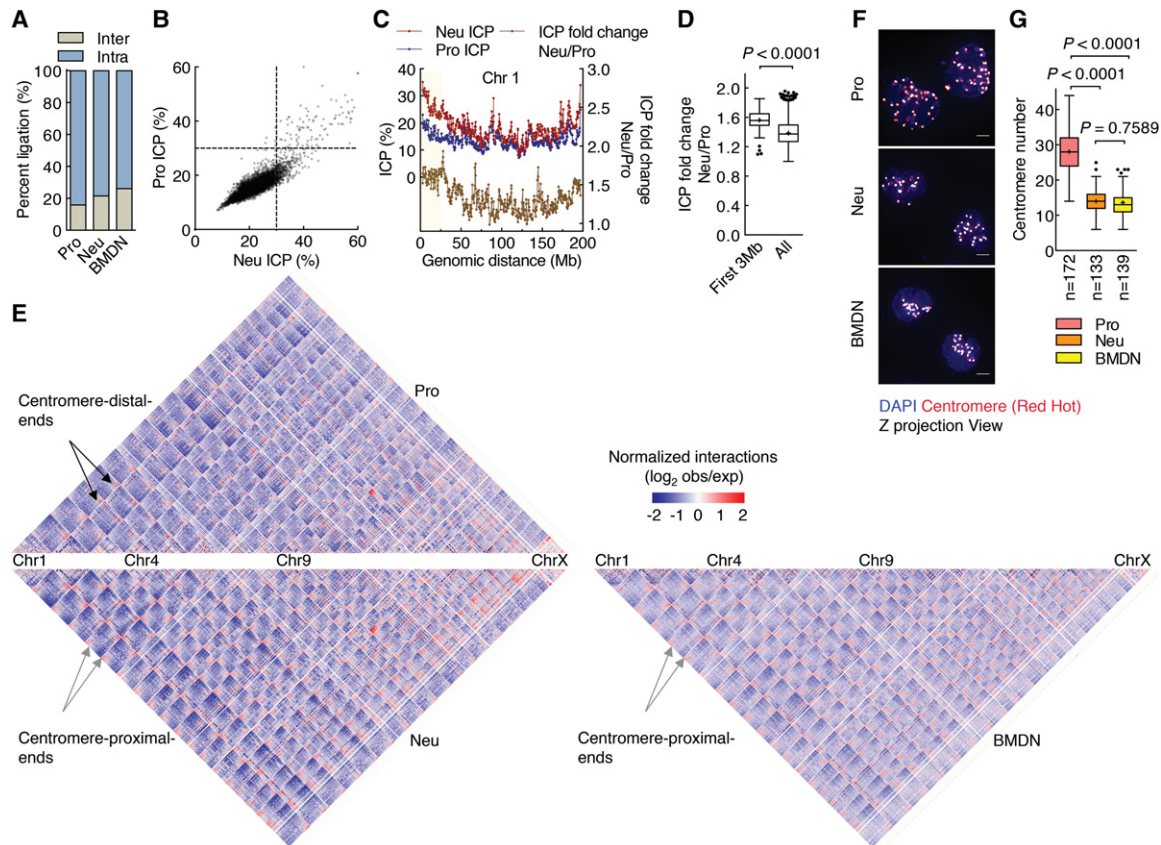 A
Inter
Intra
Percent ligation (%)
100
80
60
40
20
0
Pro
Neu
BMDN
B
Pro ICP (%)
60
40
20
0
0
20
40
60
Neu ICP (%)
C
Neu ICP
Pro ICP
ICP fold change
Neu/Pro
Chr 1
ICP (%)
40
35
30
25
20
15
10
5
0
3.0
2.5
2.0
1.5
1.0
ICP fold change
Neu/Pro
0
50
100
150
200
Genomic distance (Mb)
D
P < 0.0001
ICP fold change
Neu/Pro
2.0
1.6
1.2
0.8
0.4
0.0
First 3Mb
All
F
Pro
Neu
BMDN
DAPI Centromere (Red Hot)
Z projection View
G
P < 0.0001
P < 0.0001
P = 0.7589
Centromere number
40
30
20
10
0
n=172
n=133
n=139
Pro
Neu
BMDN
E
Centromere-distal-
ends
Pro
Normalized interactions
(log2 obs/exp)
-2 -1 0 1 2
Chr1
Chr4
Chr9
ChrX
Centromere-proximal-
ends
Neu
Chr1
Chr4
Chr9
ChrX
Centromere-proximal-
ends
BMDN